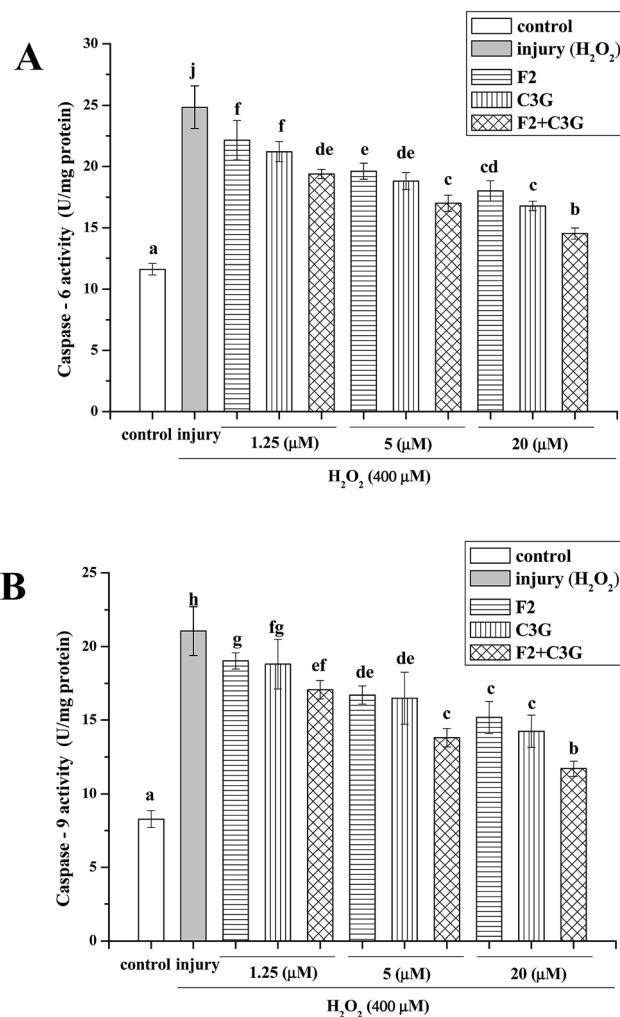 A
Caspase - 6 activity (U/mg protein)
30
25
20
15
10
5
0
control
injury (H₂O₂)
F2
C3G
F2+C3G
a
j
f
f
de
e
de
c
cd
c
b
control injury
1.25 (μM)
5 (μM)
20 (μM)
H₂O₂ (400 μM)
B
Caspase - 9 activity (U/mg protein)
25
20
15
10
5
0
control
injury (H₂O₂)
F2
C3G
F2+C3G
a
h
g
fg
ef
de
de
c
c
c
b
control injury
1.25 (μM)
5 (μM)
20 (μM)
H₂O₂ (400 μM)